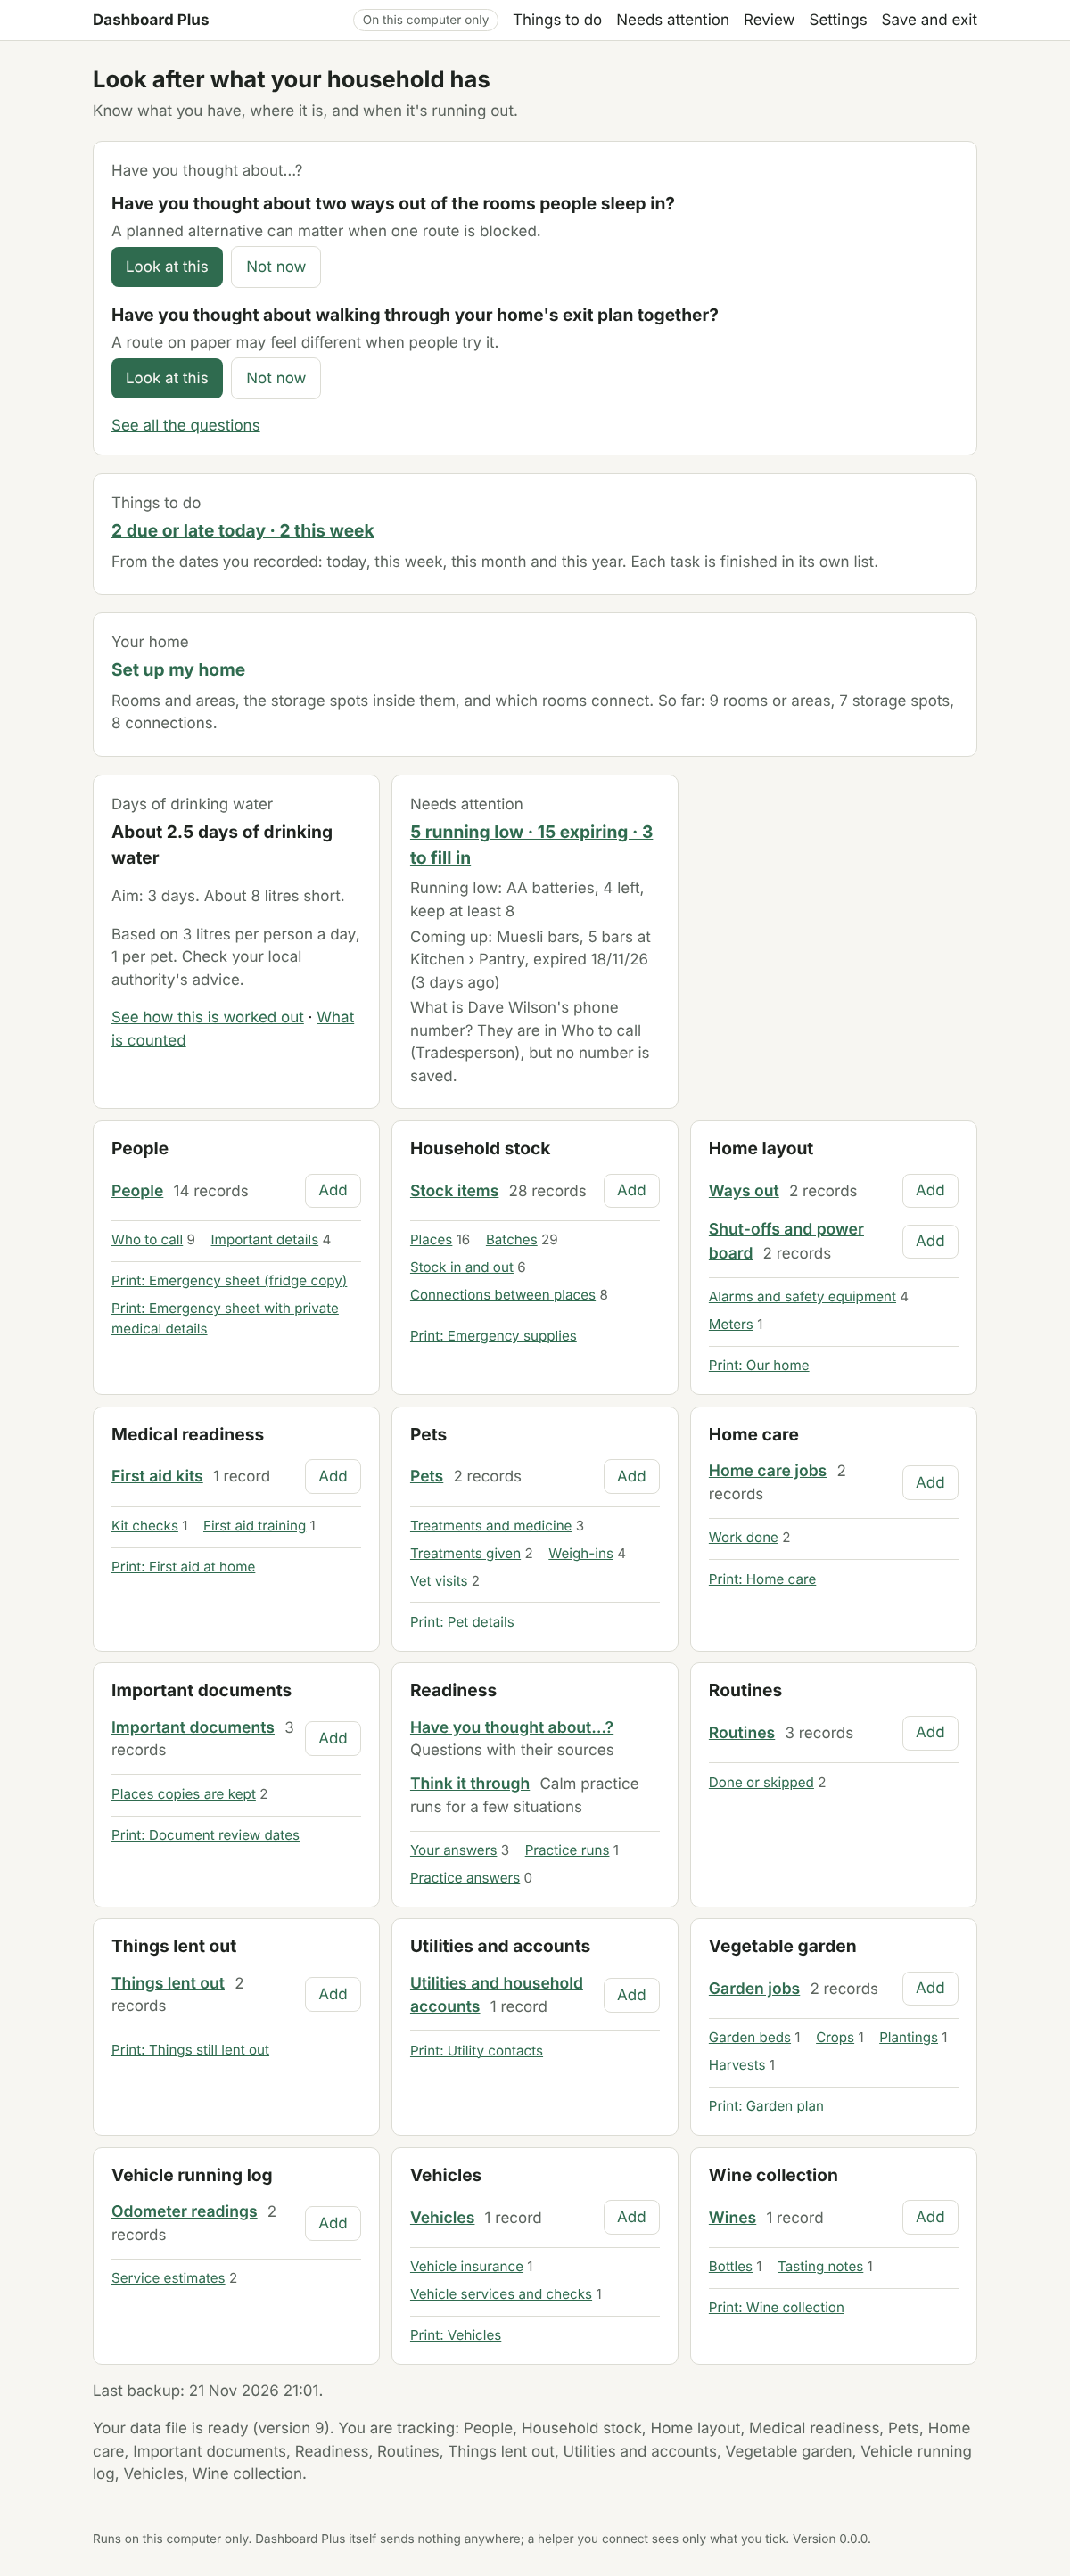 Dashboard Plus
On this computer only
Things to do
Needs attention
Review
Settings
Save and exit
Look after what your household has
Know what you have, where it is, and when it's running out.
Have you thought about...?
Have you thought about two ways out of the rooms people sleep in?
A planned alternative can matter when one route is blocked.
Look at this
Not now
Have you thought about walking through your home's exit plan together?
A route on paper may feel different when people try it.
Look at this
Not now
See all the questions
Things to do
2 due or late today · 2 this week
From the dates you recorded: today, this week, this month and this year. Each task is finished in its own list.
Your home
Set up my home
Rooms and areas, the storage spots inside them, and which rooms connect. So far: 9 rooms or areas, 7 storage spots,
8 connections.
Days of drinking water
About 2.5 days of drinking
water
Aim: 3 days. About 8 litres short.
Based on 3 litres per person a day,
1 per pet. Check your local
authority's advice.
See how this is worked out · What
is counted
Needs attention
5 running low · 15 expiring · 3
to fill in
Running low: AA batteries, 4 left,
keep at least 8
Coming up: Muesli bars, 5 bars at
Kitchen › Pantry, expired 18/11/26
(3 days ago)
What is Dave Wilson's phone
number? They are in Who to call
(Tradesperson), but no number is
saved.
People
People 14 records
Add
Who to call 9 Important details 4
Print: Emergency sheet (fridge copy)
Print: Emergency sheet with private
medical details
Household stock
Stock items 28 records
Add
Places 16 Batches 29
Stock in and out 6
Connections between places 8
Print: Emergency supplies
Home layout
Ways out 2 records
Add
Shut-offs and power
board 2 records
Add
Alarms and safety equipment 4
Meters 1
Print: Our home
Medical readiness
First aid kits 1 record
Add
Kit checks 1 First aid training 1
Print: First aid at home
Pets
Pets 2 records
Add
Treatments and medicine 3
Treatments given 2 Weigh-ins 4
Vet visits 2
Print: Pet details
Home care
Home care jobs 2
records
Add
Work done 2
Print: Home care
Important documents
Important documents 3
records
Add
Places copies are kept 2
Print: Document review dates
Readiness
Have you thought about...?
Questions with their sources
Think it through Calm practice
runs for a few situations
Your answers 3 Practice runs 1
Practice answers 0
Routines
Routines 3 records
Add
Done or skipped 2
Things lent out
Things lent out 2
records
Add
Print: Things still lent out
Utilities and accounts
Utilities and household
accounts 1 record
Add
Print: Utility contacts
Vegetable garden
Garden jobs 2 records
Add
Garden beds 1 Crops 1 Plantings 1
Harvests 1
Print: Garden plan
Vehicle running log
Odometer readings 2
records
Add
Service estimates 2
Vehicles
Vehicles 1 record
Add
Vehicle insurance 1
Vehicle services and checks 1
Print: Vehicles
Wine collection
Wines 1 record
Add
Bottles 1 Tasting notes 1
Print: Wine collection
Last backup: 21 Nov 2026 21:01.
Your data file is ready (version 9). You are tracking: People, Household stock, Home layout, Medical readiness, Pets, Home
care, Important documents, Readiness, Routines, Things lent out, Utilities and accounts, Vegetable garden, Vehicle running
log, Vehicles, Wine collection.
Runs on this computer only. Dashboard Plus itself sends nothing anywhere; a helper you connect sees only what you tick. Version 0.0.0.